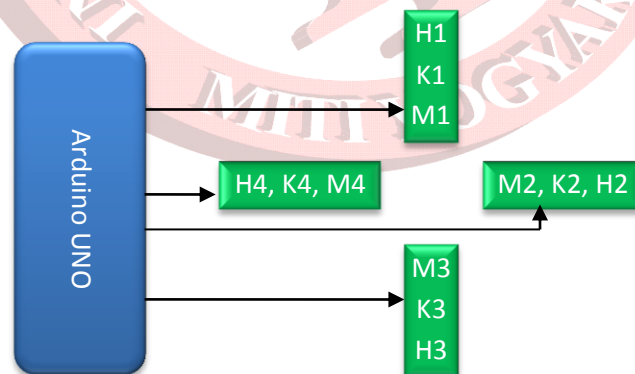 H1
K1
M1
Arduino UNO
H4, K4, M4
M2, K2, H2
M3
K3
H3